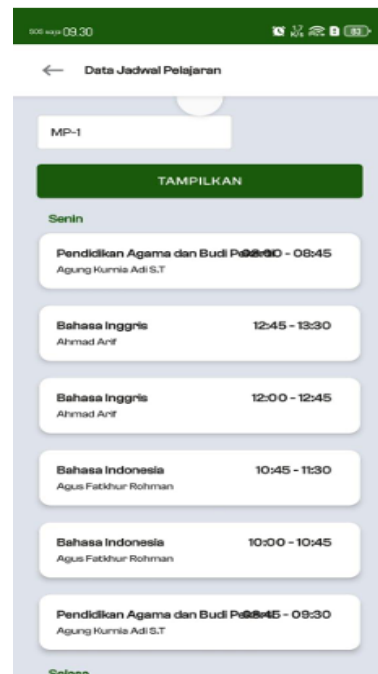 09.30
Data Jadwal Pelajaran
MP-1
TAMPILKAN
Senin
Pendidikan Agama dan Budi 08:00 - 08:45
Agung Kurnia Adi S.T
Bahasa Inggris 12:45 - 13:30
Ahmad Arif
Bahasa Inggris 12:00 - 12:45
Ahmad Arif
Bahasa Indonesia 10:45 - 11:30
Agus Fatkhur Rohman
Bahasa Indonesia 10:00 - 10:45
Agus Fatkhur Rohman
Pendidikan Agama dan Budi 08:45 - 09:30
Agung Kurnia Adi S.T